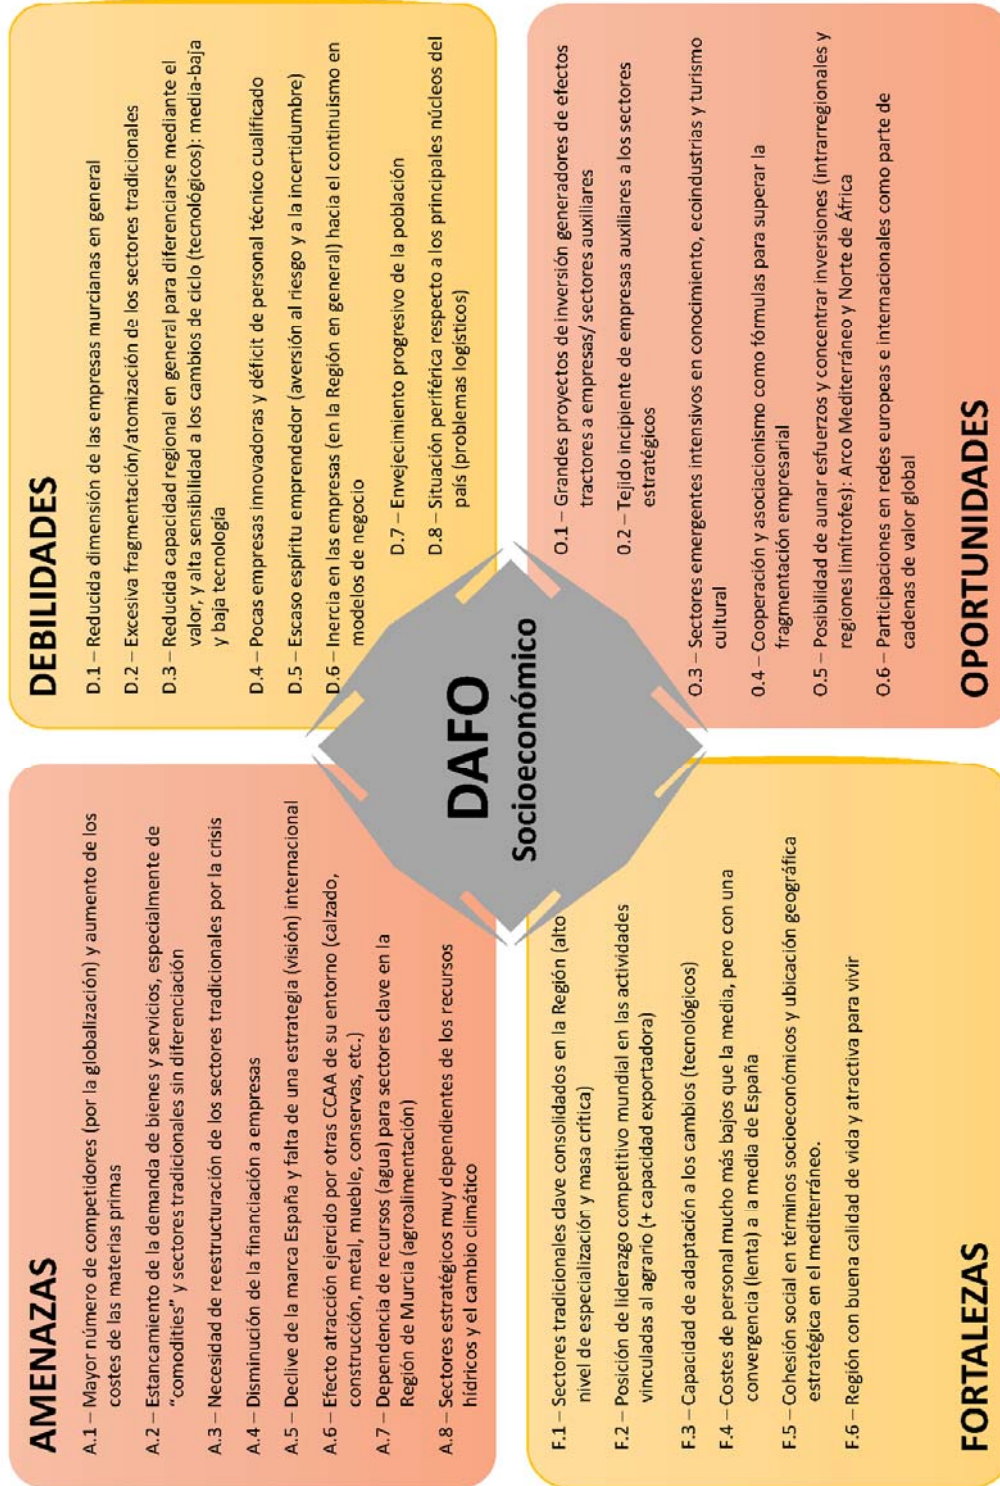 AMENAZAS
A.1 – Mayor número de competidores (por la globalización) y aumento de los
costes de las materias primas
A.2 – Estancamiento de la demanda de bienes y servicios, especialmente de
“comodities” y sectores tradicionales sin diferenciación
A.3 – Necesidad de reestructuración de los sectores tradicionales por la crisis
A.4 – Disminución de la financiación a empresas
A.5 – Declive de la marca España y falta de una estrategia (visión) internacional
A.6 – Efecto atracción ejercido por otras CCAA de su entorno (calzado,
construcción, metal, mueble, conservas, etc.)
A.7 – Dependencia de recursos (agua) para sectores clave en la
Región de Murcia (agroalimentación)
A.8 – Sectores estratégicos muy dependientes de los recursos
hídricos y el cambio climático
DEBILIDADES
D.1 – Reducida dimensión de las empresas murcianas en general
D.2 – Excesiva fragmentación/atomización de los sectores tradicionales
D.3 – Reducida capacidad regional en general para diferenciarse mediante el
valor, y alta sensibilidad a los cambios de ciclo (tecnológicos): media-baja
y baja tecnología
D.4 – Pocas empresas innovadoras y déficit de personal técnico cualificado
D.5 – Escaso espíritu emprendedor (aversión al riesgo y a la incertidumbre)
D.6 – Inercia en las empresas (en la Región en general) hacia el continuismo en
modelos de negocio
D.7 – Envejecimiento progresivo de la población
D.8 – Situación periférica respecto a los principales núcleos del
país (problemas logísticos)
DAFO
Socioeconómico
F.1 – Sectores tradicionales clave consolidados en la Región (alto
nivel de especialización y masa crítica)
F.2 – Posición de liderazgo competitivo mundial en las actividades
vinculadas al agrario (+ capacidad exportadora)
F.3 – Capacidad de adaptación a los cambios (tecnológicos)
F.4 – Costes de personal mucho más bajos que la media, pero con una
convergencia (lenta) a la media de España
F.5 – Cohesión social en términos socioeconómicos y ubicación geográfica
estratégica en el mediterráneo.
F.6 – Región con buena calidad de vida y atractiva para vivir
FORTALEZAS
O.1 – Grandes proyectos de inversión generadores de efectos
tractores a empresas/ sectores auxiliares
O.2 – Tejido incipiente de empresas auxiliares a los sectores
estratégicos
O.3 – Sectores emergentes intensivos en conocimiento, ecoindustrias y turismo
cultural
O.4 – Cooperación y asociacionismo como fórmulas para superar la
fragmentación empresarial
O.5 – Posibilidad de aunar esfuerzos y concentrar inversiones (intrarregionales y
regiones limítrofes): Arco Mediterráneo y Norte de África
O.6 – Participaciones en redes europeas e internacionales como parte de
cadenas de valor global
OPORTUNIDADES